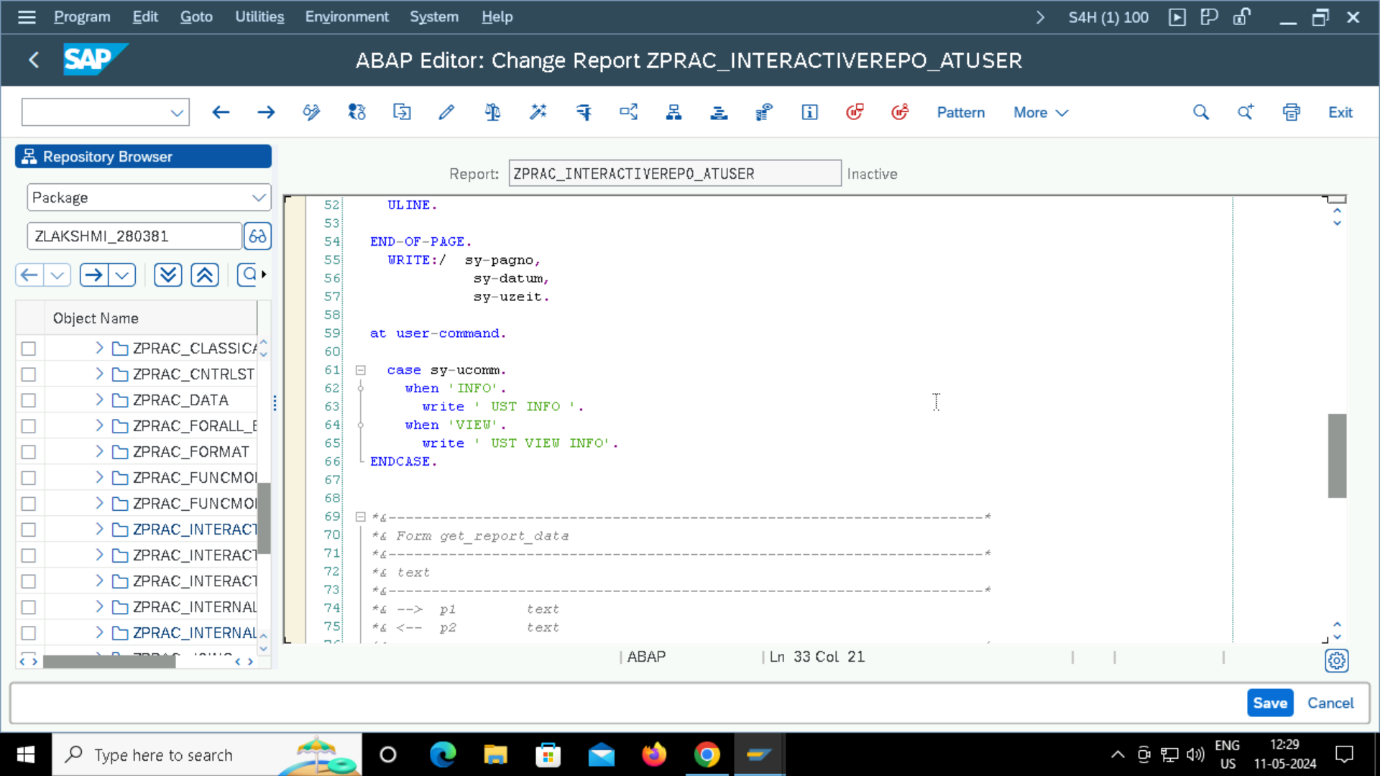 Program Edit Goto Utilities Environment System Help S4H (1) 100
SAP ABAP Editor: Change Report ZPRAC_INTERACTIVEREPO_ATUSER
Pattern More Exit
Repository Browser
Package
ZLAKSHMI_280381
Object Name
ZPRAC_CLASSICA
ZPRAC_CNTRLST
ZPRAC_DATA
ZPRAC_FORALL_E
ZPRAC_FORMAT
ZPRAC_FUNCMO
ZPRAC_FUNCMO
ZPRAC_INTERACT
ZPRAC_INTERACT
ZPRAC_INTERACT
ZPRAC_INTERNAL
ZPRAC_INTERNAL
Report: ZPRAC_INTERACTIVEREPO_ATUSER Inactive
52 ULINE.
53
54 END-OF-PAGE.
55 WRITE:/ sy-pagno,
56 sy-datum,
57 sy-uzeit.
58
59 at user-command.
60
61 case sy-ucomm.
62 when 'INFO'.
63 write ' UST INFO '.
64 when 'VIEW'.
65 write ' UST VIEW INFO'.
66 ENDCASE.
67
68
69 *&---------------------------------------------------------------------*
70 *& Form get_report_data
71 *&---------------------------------------------------------------------*
72 *& text
73 *&---------------------------------------------------------------------*
74 *& --> p1 text
75 *& <-- p2 text
ABAP Ln 33 Col 21
Save Cancel
Type here to search
ENG
US
12:29
11-05-2024